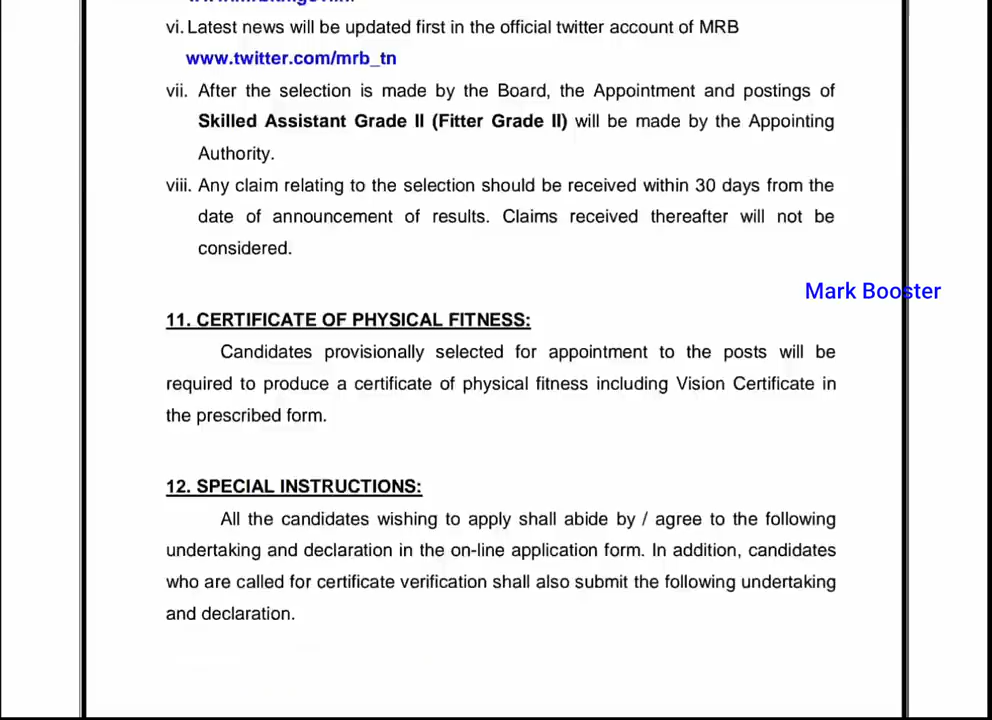 vi. Latest news will be updated first in the official twitter account of MRB
www.twitter.com/mrb_tn
vii. After the selection is made by the Board, the Appointment and postings of
Skilled Assistant Grade II (Fitter Grade II) will be made by the Appointing
Authority.
viii. Any claim relating to the selection should be received within 30 days from the
date of announcement of results. Claims received thereafter will not be
considered.
Mark Booster
11. CERTIFICATE OF PHYSICAL FITNESS:
Candidates provisionally selected for appointment to the posts will be
required to produce a certificate of physical fitness including Vision Certificate in
the prescribed form.
12. SPECIAL INSTRUCTIONS:
All the candidates wishing to apply shall abide by / agree to the following
undertaking and declaration in the on-line application form. In addition, candidates
who are called for certificate verification shall also submit the following undertaking
and declaration.